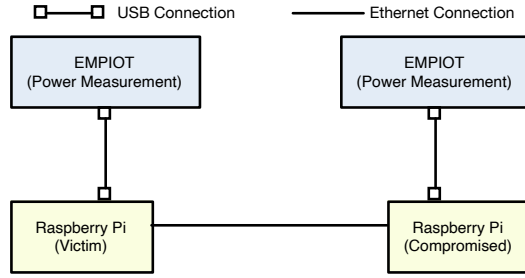 USB Connection
Ethernet Connection
EMPIOT
(Power Measurement)
EMPIOT
(Power Measurement)
Raspberry Pi
(Victim)
Raspberry Pi
(Compromised)